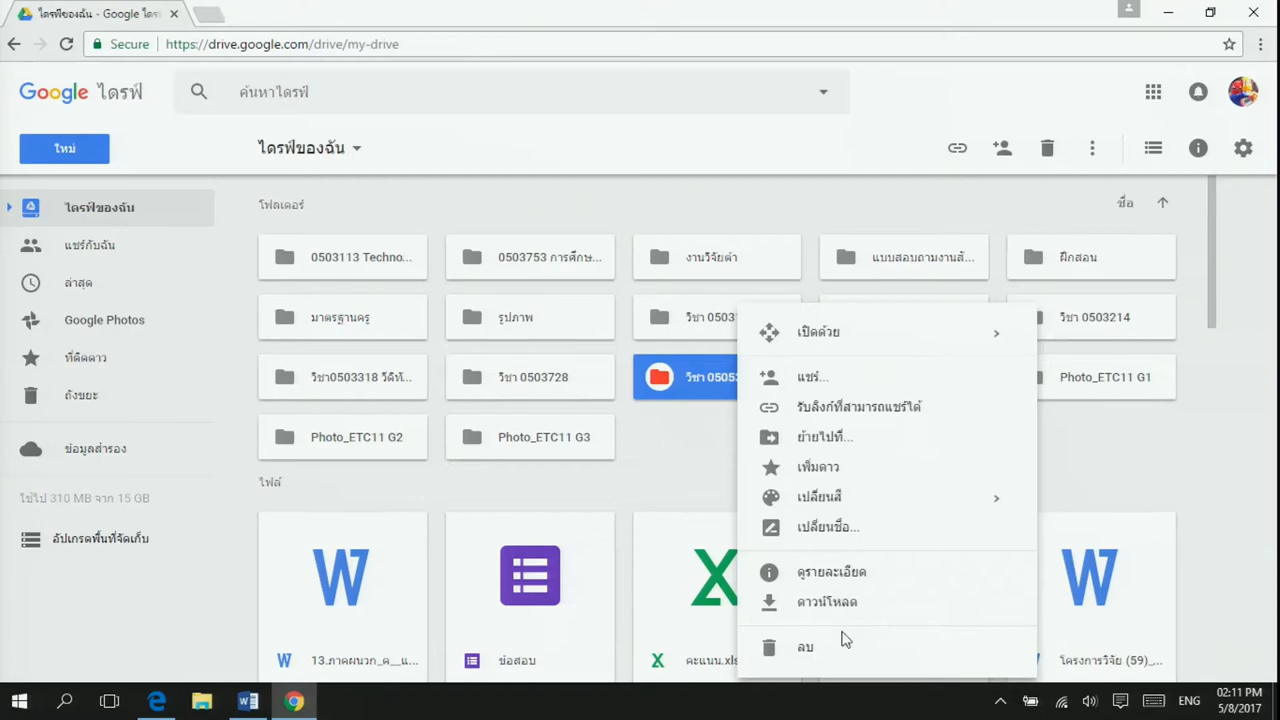 ไดรฟ์ของฉัน - Google ไดร
Secure https://drive.google.com/drive/my-drive
Google ไดรฟ์
ค้นหาไดรฟ์
ใหม่
ไดรฟ์ของฉัน
ไดรฟ์ของฉัน
แชร์กับฉัน
ล่าสุด
Google Photos
ที่ติดดาว
ถังขยะ
ข้อมูลสำรอง
ใช้ไป 310 MB จาก 15 GB
อัปเกรดพื้นที่จัดเก็บ
โฟลเดอร์
ชื่อ
0503113 Techno...
0503753 การศึกษ...
งานวิจัยตำ
แบบสอบถามงานสั...
ฝึกสอน
มาตรฐานครู
รูปภาพ
วิชา 0503
วิชา 0503214
วิชา0503318 วีดิทั...
วิชา 0503728
วิชา 0505
Photo_ETC11 G1
Photo_ETC11 G2
Photo_ETC11 G3
เปิดด้วย
แชร์...
รับลิงก์ที่สามารถแชร์ได้
ย้ายไปที่...
เพิ่มดาว
เปลี่ยนสี
เปลี่ยนชื่อ...
ดูรายละเอียด
ดาวน์โหลด
ลบ
ไฟล์
13.ภาคผนวก_ค__แ...
ข้อสอบ
คะแนน.xls
โครงการวิจัย (59)_...
ENG
02:11 PM
5/8/2017